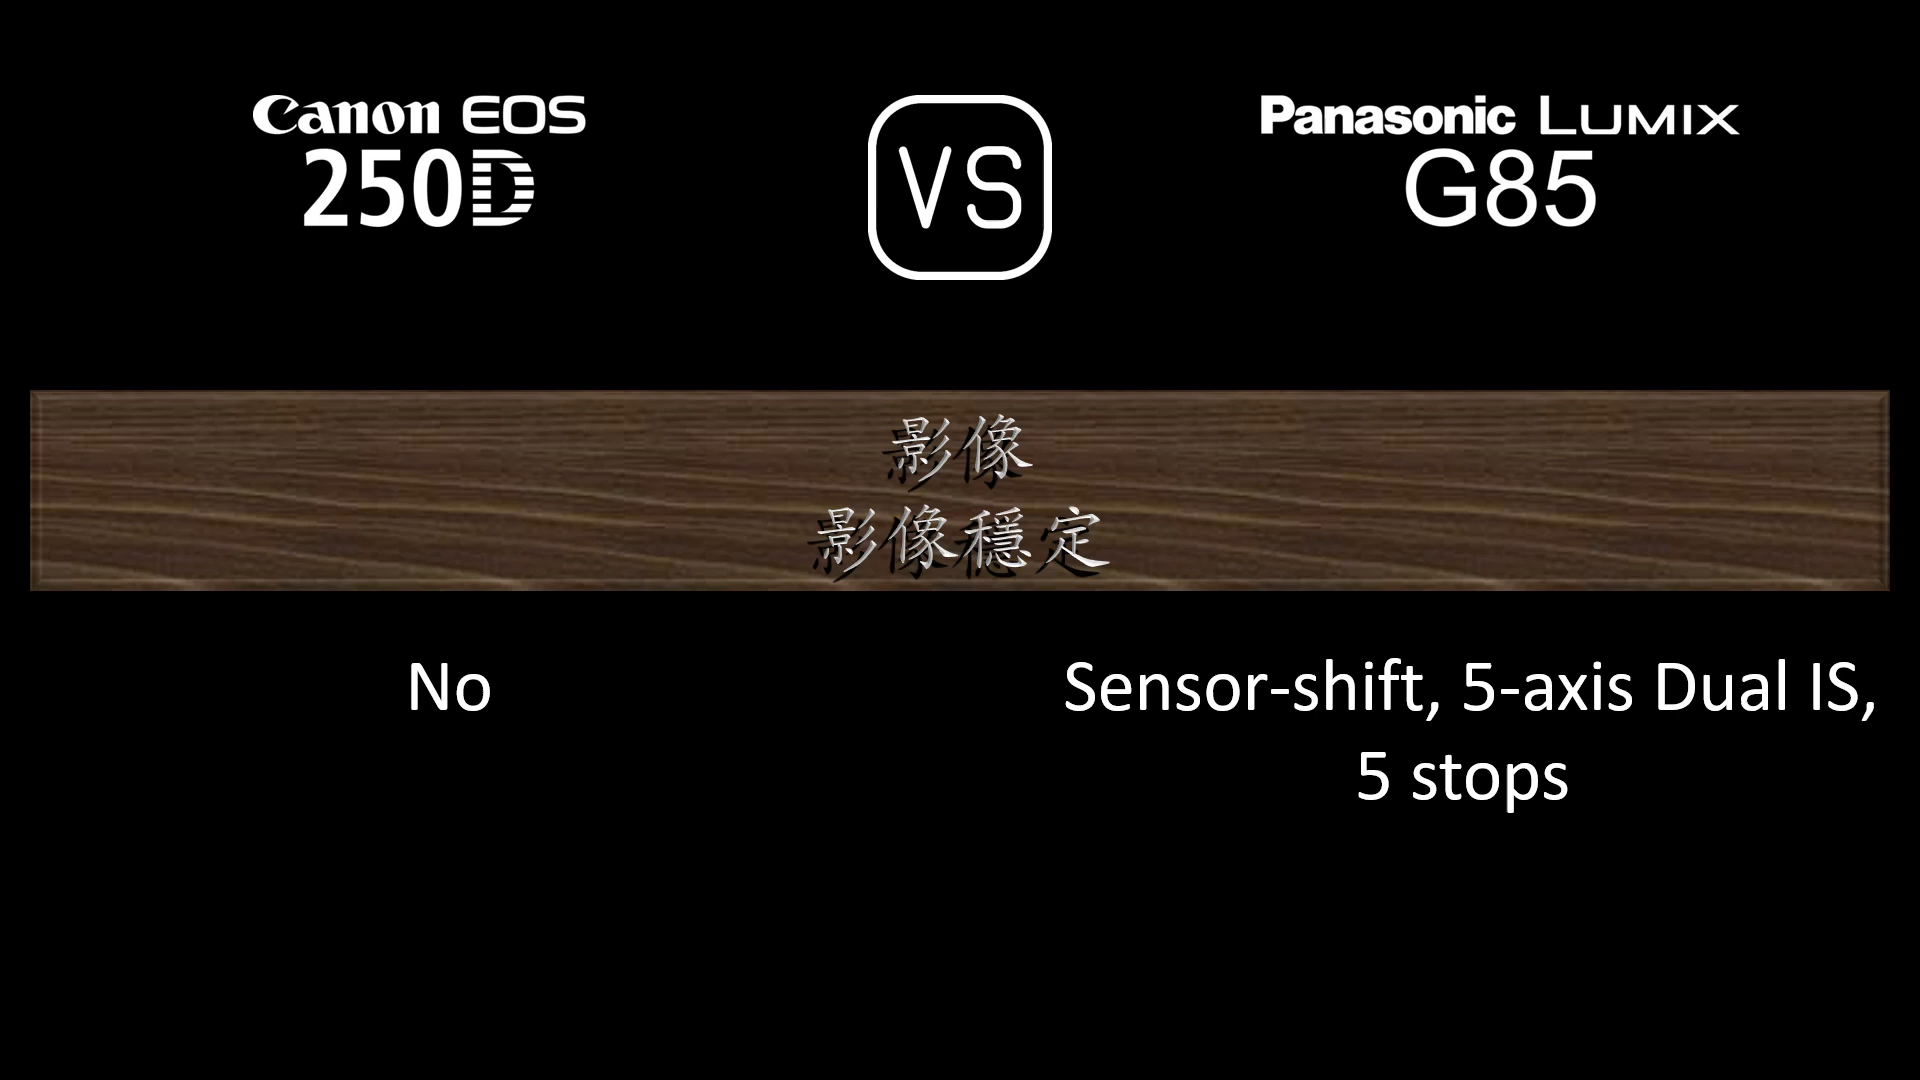 Canon EOS
250D
VS
Panasonic LUMIX
G85
影像
影像穩定
No
Sensor-shift, 5-axis Dual IS,
5 stops